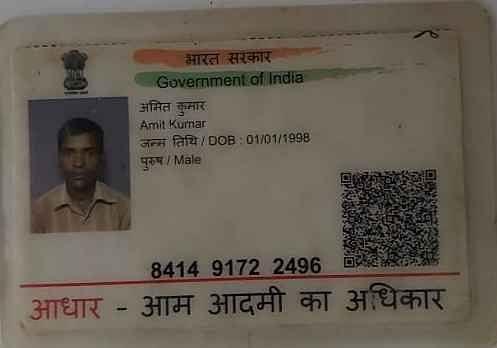 भारत सरकार
Government of India
अमित कुमार
Amit Kumar
जन्म तिथि / DOB : 01/01/1998
पुरुष / Male
8414 9172 2496
आधार - आम आदमी का अधिकार